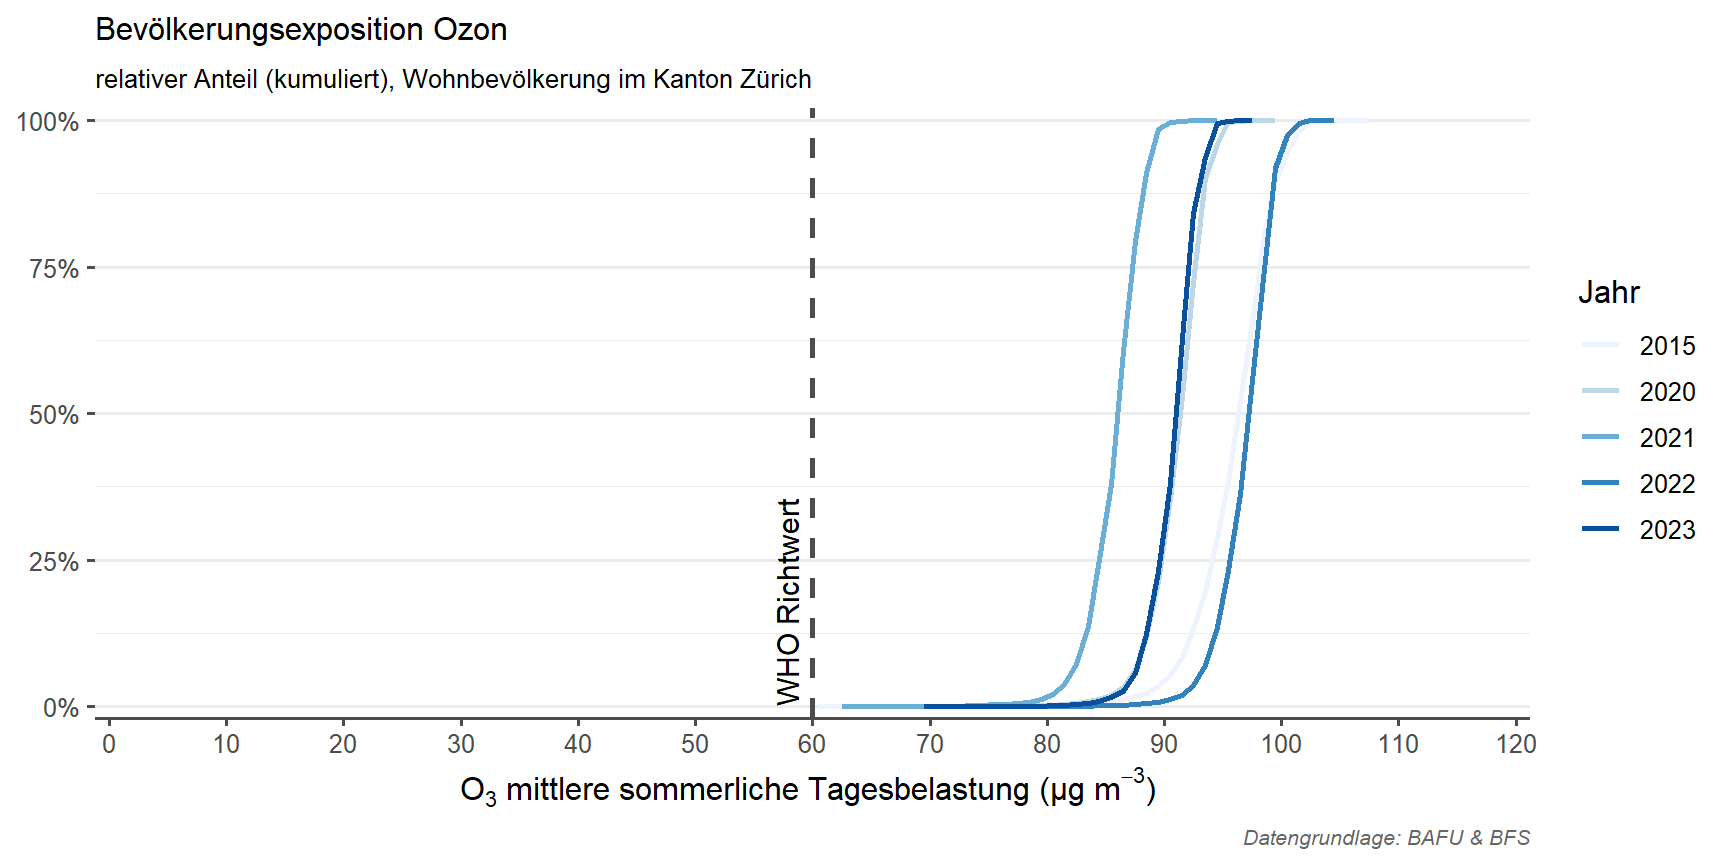 Bevölkerungsexposition Ozon
relativer Anteil (kumuliert), Wohnbevölkerung im Kanton Zürich
100%
75%
50%
25%
0%
WHO Richtwert
0 10 20 30 40 50 60 70 80 90 100 110 120
O₃ mittlere sommerliche Tagesbelastung (µg m⁻³)
Jahr
2015
2020
2021
2022
2023
Datengrundlage: BAFU & BFS